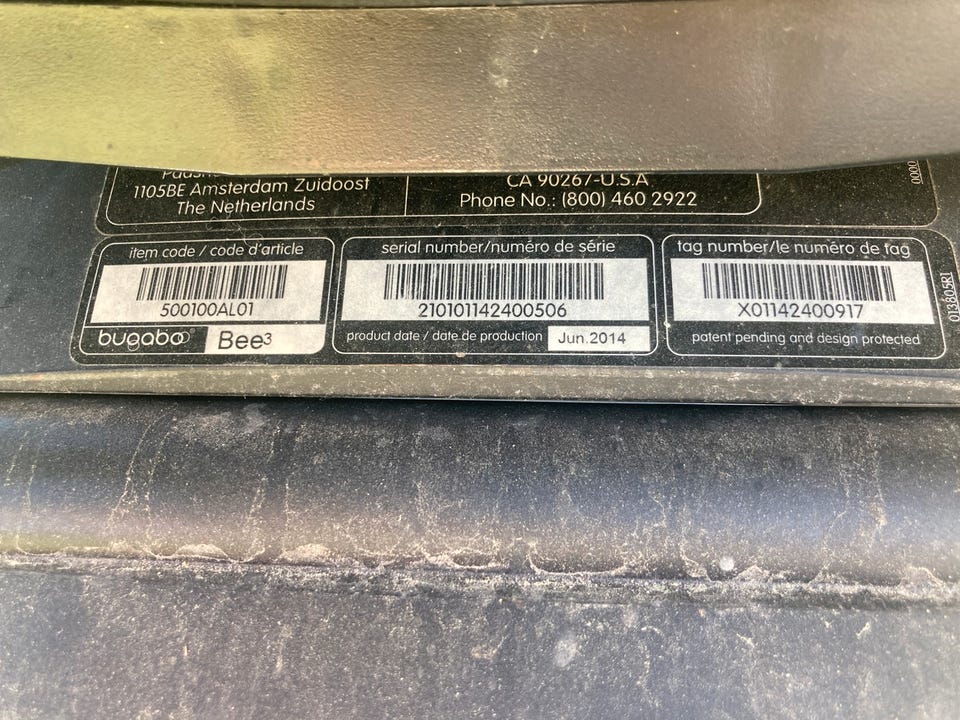 1105BE Amsterdam Zuidoost
The Netherlands
CA 90267-U.S.A
Phone No.: (800) 460 2922
0000
item code / code d'article
500100AL01
bugaboo® Bee³
serial number/numéro de série
210101142400506
product date / date de production Jun.2014
tag number/le numéro de tag
X01142400917
patent pending and design protected
013805R1